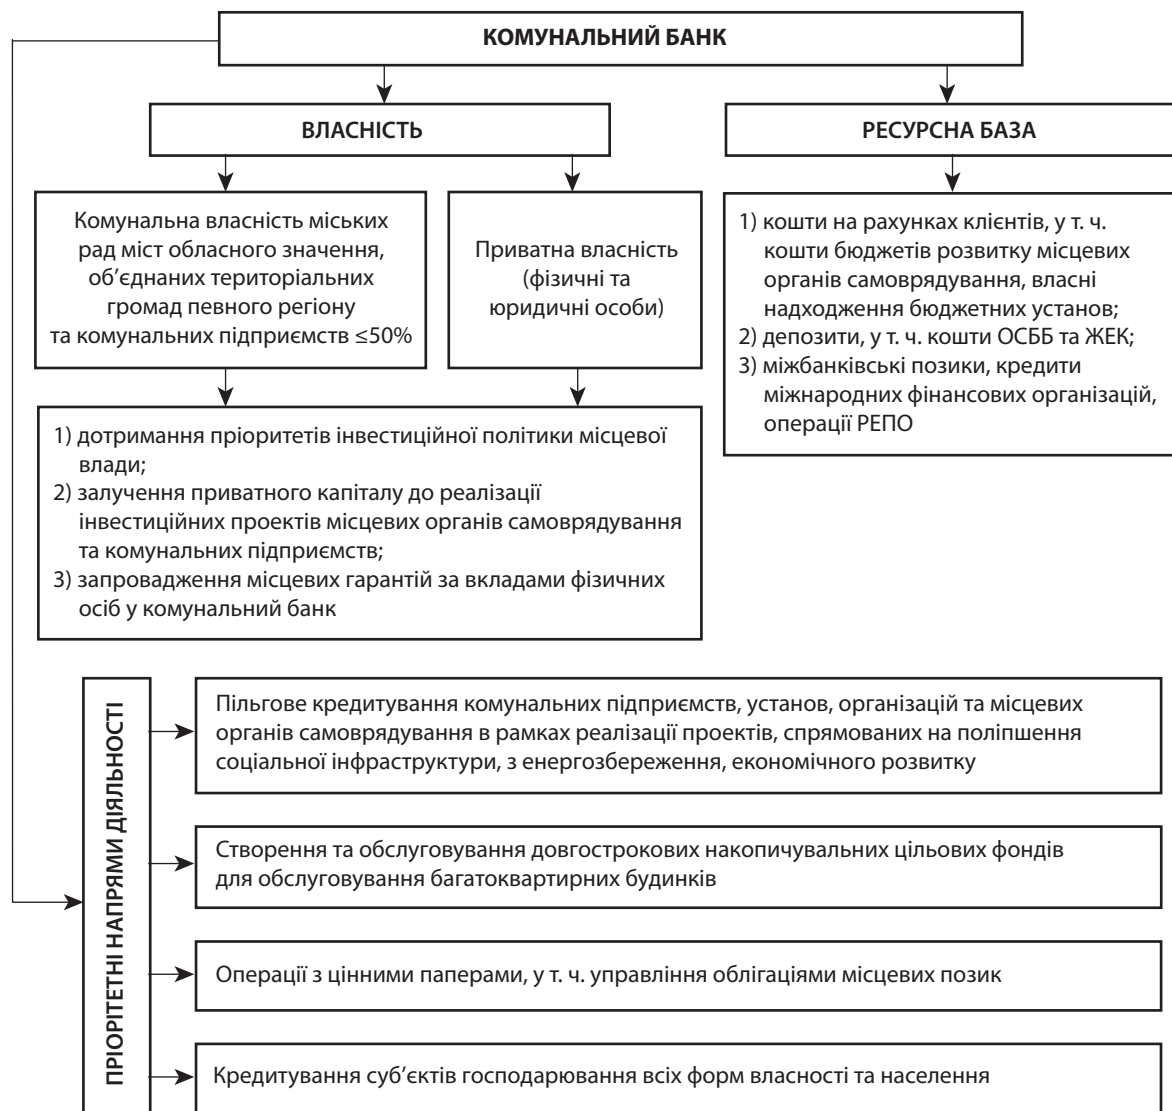 КОМУНАЛЬНИЙ БАНК
ВЛАСНІСТЬ
РЕСУРСНА БАЗА
Комунальна власність міських
рад міст обласного значення,
об’єднаних територіальних
громад певного регіону
та комунальних підприємств ≤50%
Приватна власність
(фізичні та
юридичні особи)
1) кошти на рахунках клієнтів, у т. ч.
кошти бюджетів розвитку місцевих
органів самоврядування, власні
надходження бюджетних установ;
2) депозити, у т. ч. кошти ОСББ та ЖЕК;
3) міжбанківські позики, кредити
міжнародних фінансових організацій,
операції РЕПО
1) дотримання пріоритетів інвестиційної політики місцевої
влади;
2) залучення приватного капіталу до реалізації
інвестиційних проектів місцевих органів самоврядування
та комунальних підприємств;
3) запровадження місцевих гарантій за вкладами фізичних
осіб у комунальний банк
ПРІОРІТЕТНІ НАПРЯМИ ДІЯЛЬНОСТІ
Пільгове кредитування комунальних підприємств, установ, організацій та місцевих
органів самоврядування в рамках реалізації проектів, спрямованих на поліпшення
соціальної інфраструктури, з енергозбереження, економічного розвитку
Створення та обслуговування довгострокових накопичувальних цільових фондів
для обслуговування багатоквартирних будинків
Операції з цінними паперами, у т. ч. управління облігаціями місцевих позик
Кредитування суб’єктів господарювання всіх форм власності та населення